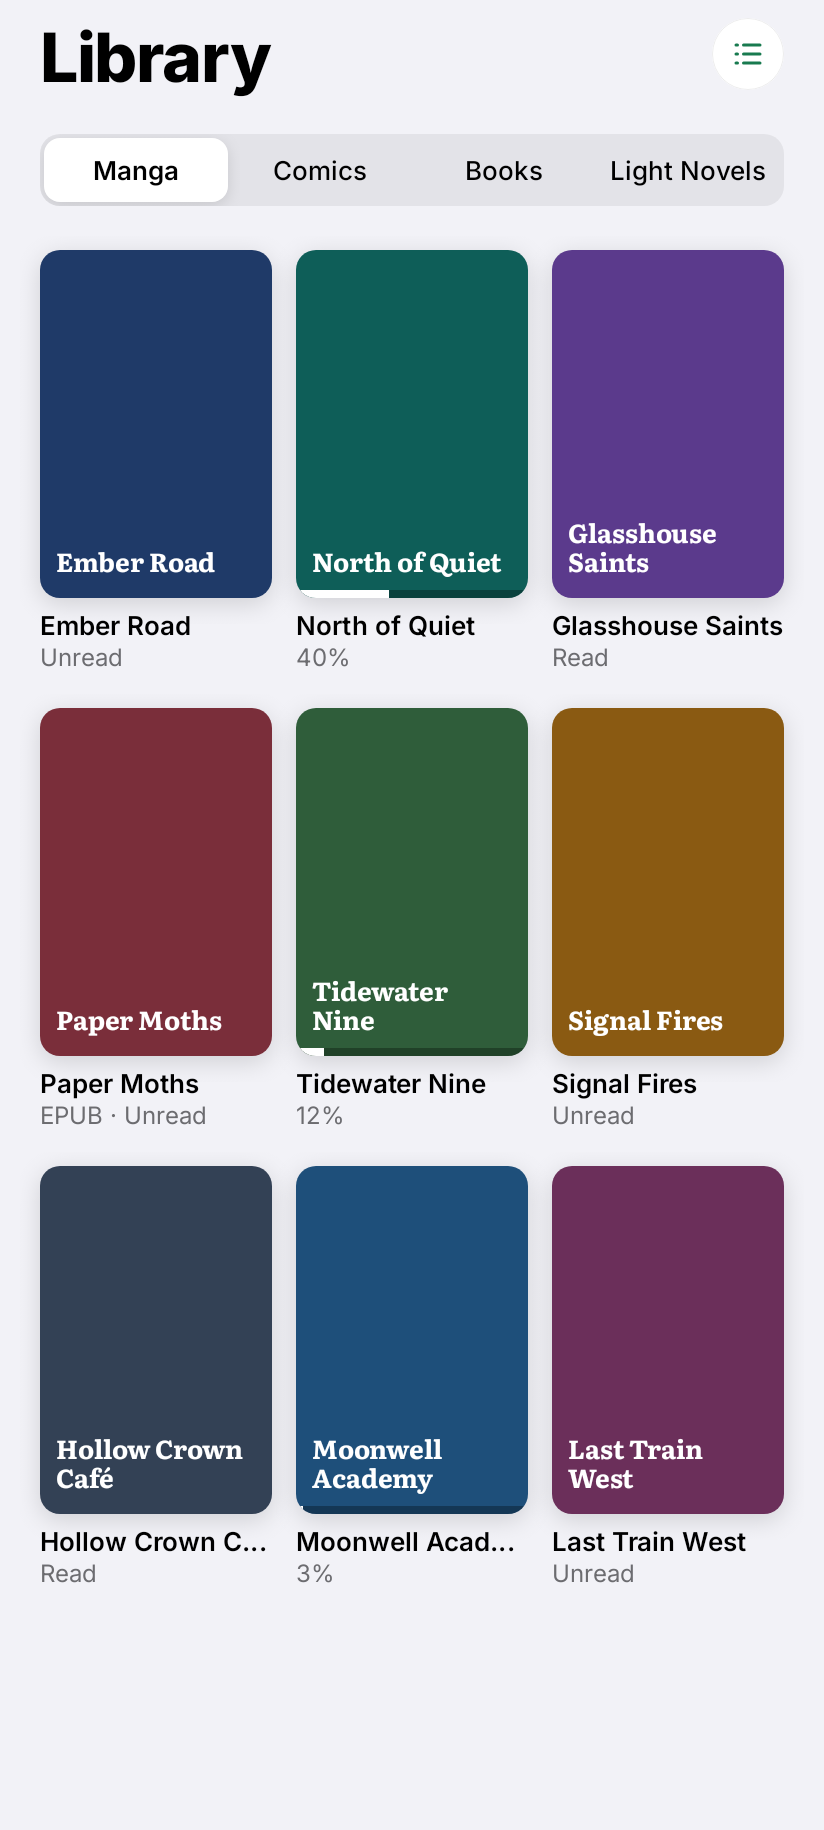 Library
Manga
Comics
Books
Light Novels
Ember Road
North of Quiet
Glasshouse
Saints
Ember Road
North of Quiet
Glasshouse Saints
Unread
40%
Read
Paper Moths
Tidewater
Nine
Signal Fires
Paper Moths
Tidewater Nine
Signal Fires
EPUB · Unread
12%
Unread
Hollow Crown
Café
Moonwell
Academy
Last Train
West
Hollow Crown C...
Moonwell Acad...
Last Train West
Read
3%
Unread